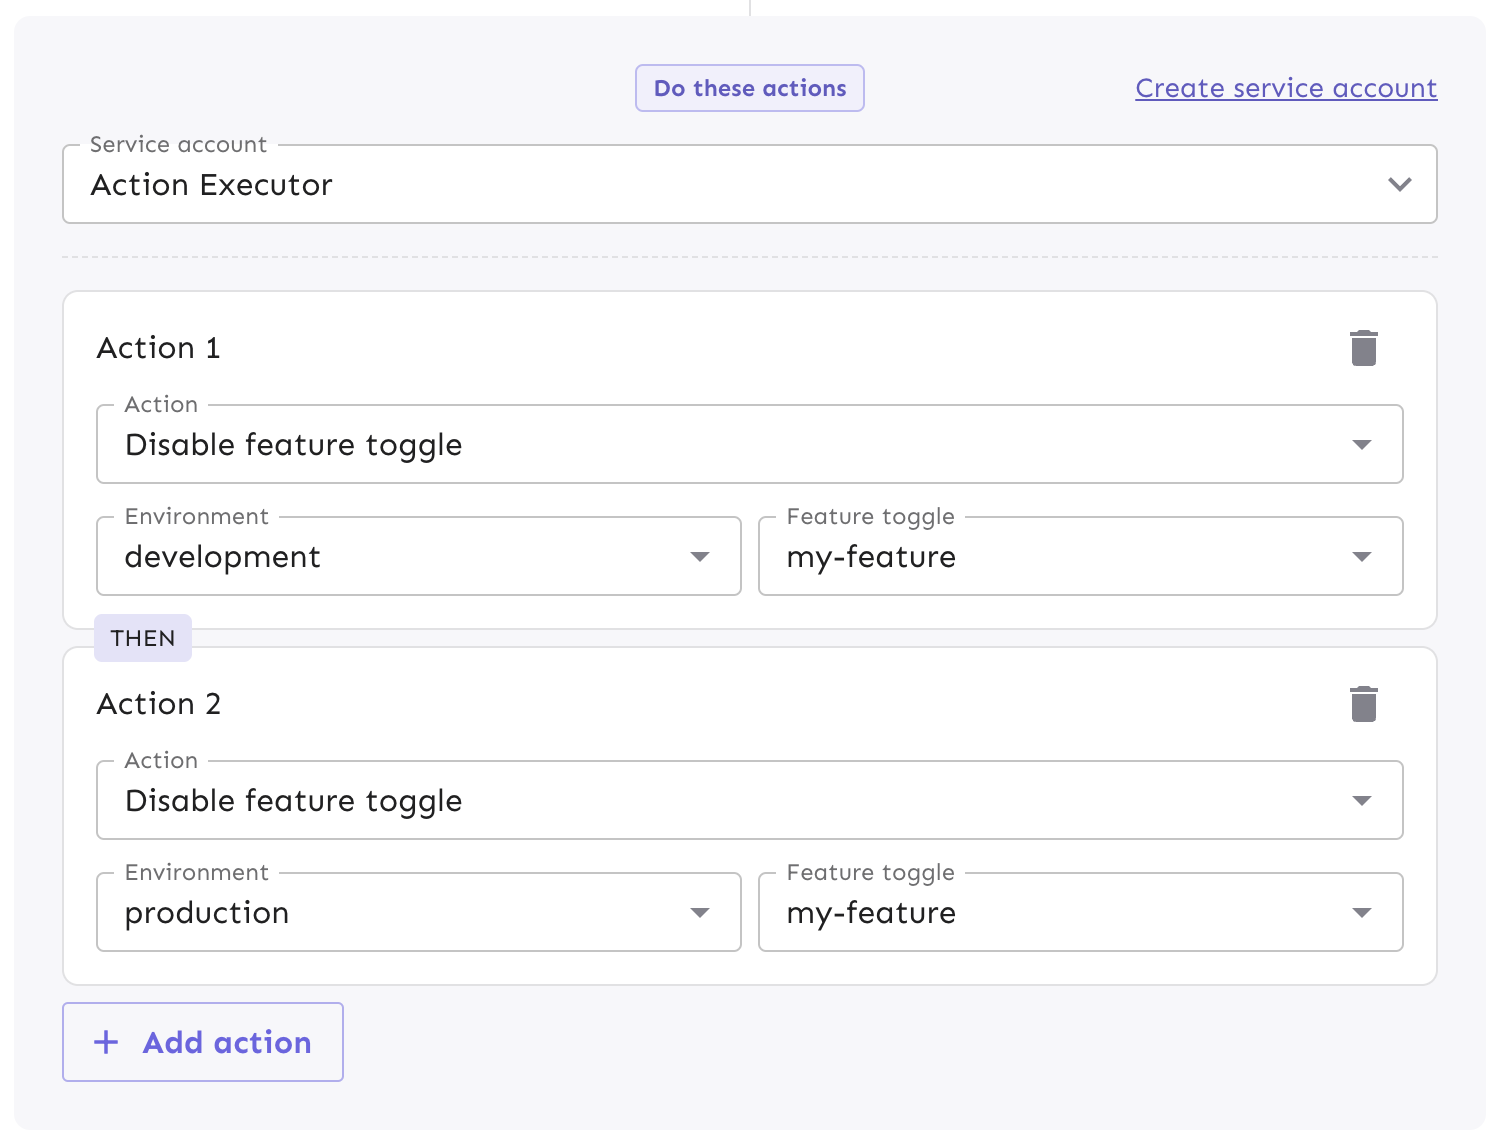 Do these actions
Create service account
Service account
Action Executor
Action 1
Action
Disable feature toggle
Environment
development
Feature toggle
my-feature
THEN
Action 2
Action
Disable feature toggle
Environment
production
Feature toggle
my-feature
+ Add action